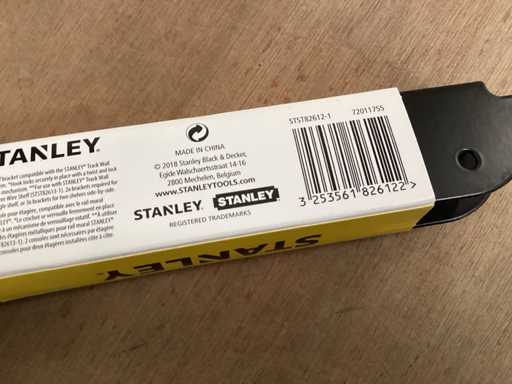 STANLEY®
bracket compatible with the STANLEY® Track Wall
*Hook locks securely in place with a twist and lock
mechanism. **For use with STANLEY® Track Wall
Wire Shelf (STST82613-1). 2x brackets required for
shelf, or 3x brackets for two shelves side by side.
pour étagère, compatible avec le rail mural
*Le crochet se verrouille fermement en place
à un mécanisme de verrouillage rotatif. **À utiliser
étagères métalliques pour rail mural STANLEY®
2 consoles sont nécessaires par étagère
consoles pour deux étagères installées côte à côte.
MADE IN CHINA
© 2018 Stanley Black & Decker,
Egide Walschaertsstraat 14-16
2800 Mechelen, Belgium
www.STANLEYTOOLS.com
STANLEY STANLEY
REGISTERED TRADEMARKS
STST82612-1 72011755
3 253561 826122 >
STANLEY